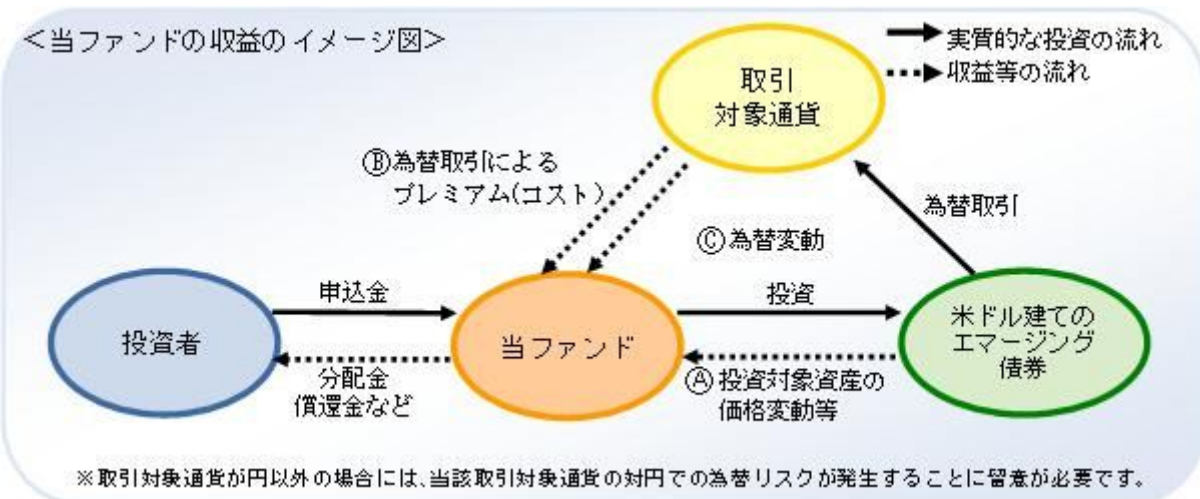 ＜当ファンドの収益のイメージ図＞
実質的な投資の流れ
収益等の流れ
取引
対象通貨
Ⓑ為替取引による
プレミアム(コスト)
為替取引
Ⓒ為替変動
申込金
投資
投資者
当ファンド
米ドル建ての
エマージング
債券
分配金
償還金など
Ⓐ投資対象資産の
価格変動等
※取引対象通貨が円以外の場合には、当該取引対象通貨の対円での為替リスクが発生することに留意が必要です。